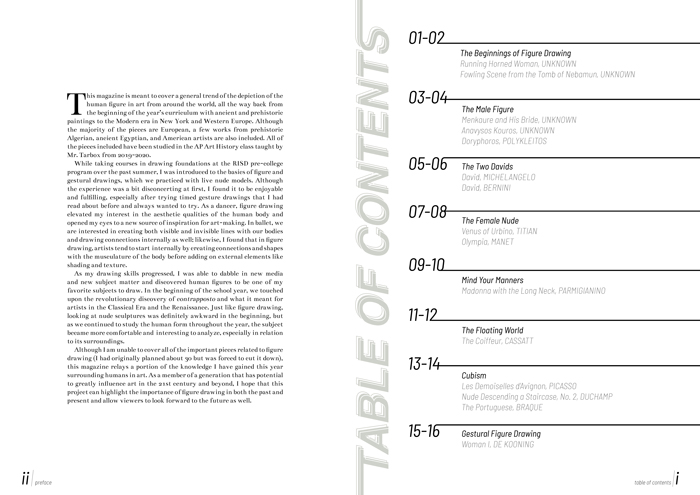 This magazine is meant to cover a general trend of the depiction of the
human figure in art from around the world, all the way back from
the beginning of the year's curriculum with ancient and prehistoric
paintings to the Modern era in New York and Western Europe. Although
the majority of the pieces are European, a few works from prehistoric
Algerian, ancient Egyptian, and American artists are also included. All of
the pieces included have been studied in the AP Art History class taught by
Mr. Tarbox from 2019-2020.
While taking courses in drawing foundations at the RISD pre-college
program over the past summer, I was introduced to the basics of figure and
gestural drawings, which we practiced with live nude models. Although
the experience was a bit disconcerting at first, I found it to be enjoyable
and fulfilling, especially after trying timed gesture drawings that I had
read about before and always wanted to try. As a dancer, figure drawing
elevated my interest in the aesthetic qualities of the human body and
opened my eyes to a new source of inspiration for art-making. In ballet, we
are interested in creating both visible and invisible lines with our bodies
and drawing connections internally as well; likewise, I found that in figure
drawing, artists tend to start internally by creating connections and shapes
with the musculature of the body before adding on external elements like
shading and texture.
As my drawing skills progressed, I was able to dabble in new media
and new subject matter and discovered human figures to be one of my
favorite subjects to draw. In the beginning of the school year, we touched
upon the revolutionary discovery of contrapposto and what it meant for
artists in the Classical Era and the Renaissance. Just like figure drawing,
looking at nude sculptures was definitely awkward in the beginning, but
as we continued to study the human form throughout the year, the subject
became more comfortable and interesting to analyze, especially in relation
to its surroundings.
Although I am unable to cover all of the important pieces related to figure
drawing (I had originally planned about 90 but was forced to cut it down),
this magazine relays a portion of the knowledge I have gained this year
surrounding humans in art. As a member of a generation that has potential
to greatly influence art in the 21st century and beyond, I hope that this
project can highlight the importance of figure drawing in both the past and
present and allow viewers to look forward to the future as well.
ii preface
TABLE OF CONTENTS
01-02
The Beginnings of Figure Drawing
Running Horned Woman, UNKNOWN
Fowling Scene from the Tomb of Nebamun, UNKNOWN
03-04
The Male Figure
Menkaure and His Bride, UNKNOWN
Anavysos Kouros, UNKNOWN
Doryphoros, POLYKLEITOS
05-06
The Two Davids
David, MICHELANGELO
David, BERNINI
07-08
The Female Nude
Venus of Urbino, TITIAN
Olympia, MANET
09-10
Mind Your Manners
Madonna with the Long Neck, PARMIGIANINO
11-12
The Floating World
The Coiffeur, CASSATT
13-14
Cubism
Les Demoiselles d'Avignon, PICASSO
Nude Descending a Staircase, No. 2, DUCHAMP
The Portuguese, BRAQUE
15-16
Gestural Figure Drawing
Woman I, DE KOONING
table of contents i